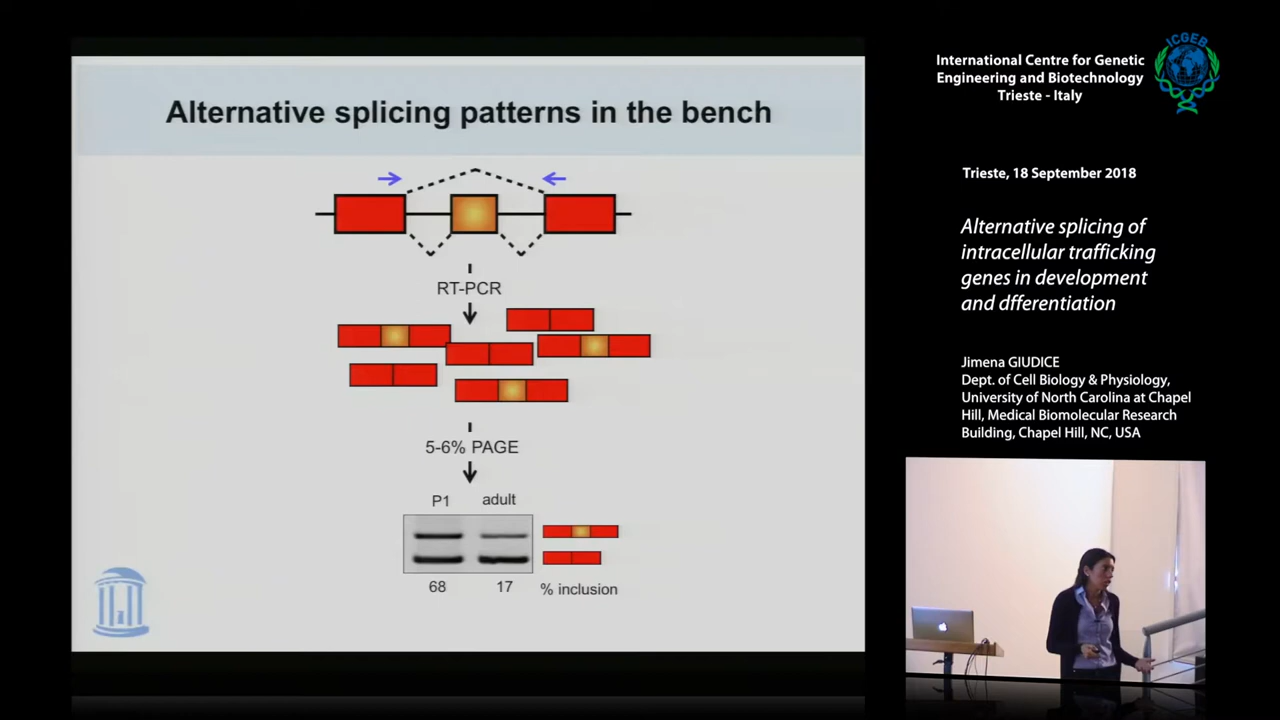 Alternative splicing patterns in the bench
RT-PCR
5-6% PAGE
P1 adult
68 17 % inclusion
International Centre for Genetic
Engineering and Biotechnology
Trieste - Italy
ICGEB
Trieste, 18 September 2018
Alternative splicing of
intracellular trafficking
genes in development
and dfferentiation
Jimena GIUDICE
Dept. of Cell Biology & Physiology,
University of North Carolina at Chapel
Hill, Medical Biomolecular Research
Building, Chapel Hill, NC, USA